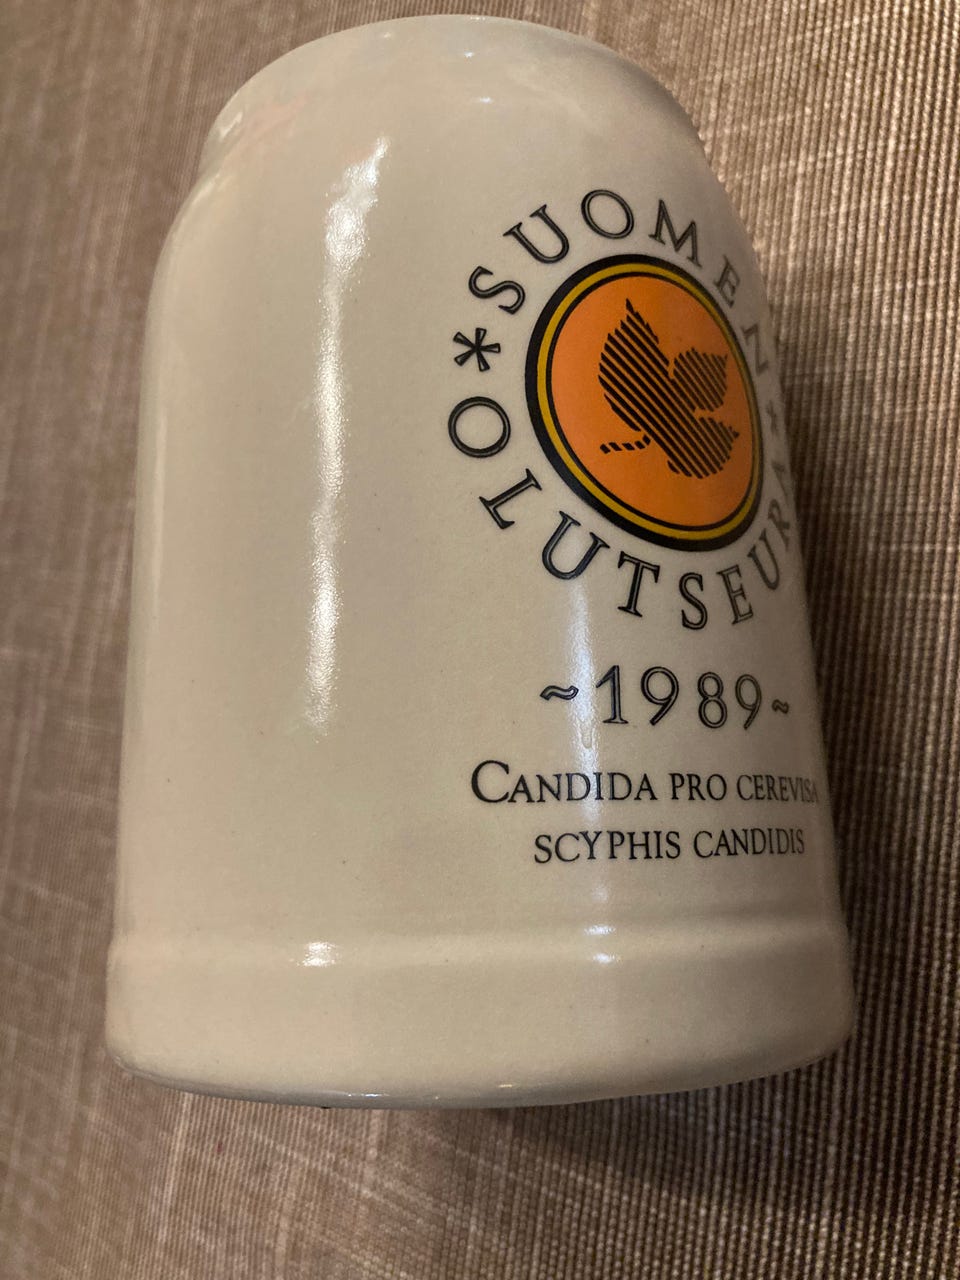 *SUOMEN*
OLUTSEURA
~1989~
CANDIDA PRO CEREVISA
SCYPHIS CANDIDIS